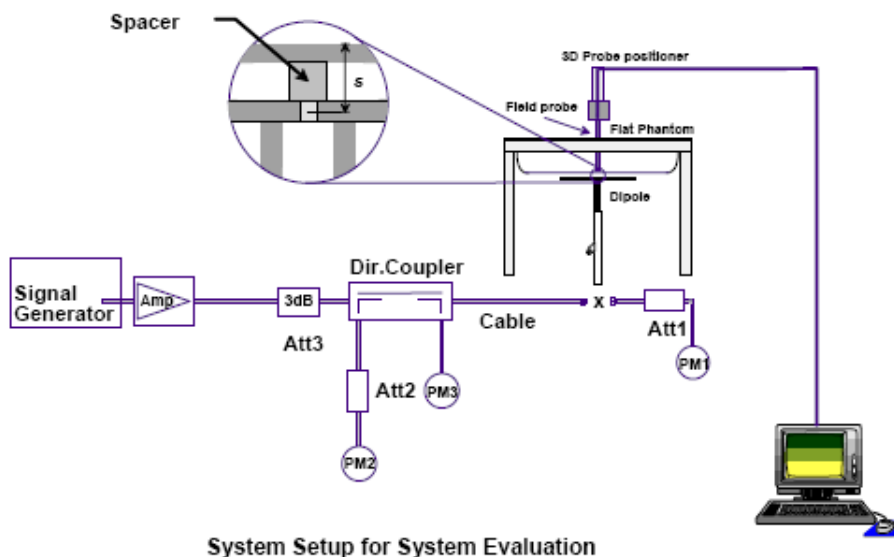 Spacer
s
3D Probe positioner
Field probe
Flat Phantom
Dipole
Signal
Generator
Amp
3dB
Att3
Dir.Coupler
Cable
x
Att1
PM1
Att2
PM3
PM2
System Setup for System Evaluation